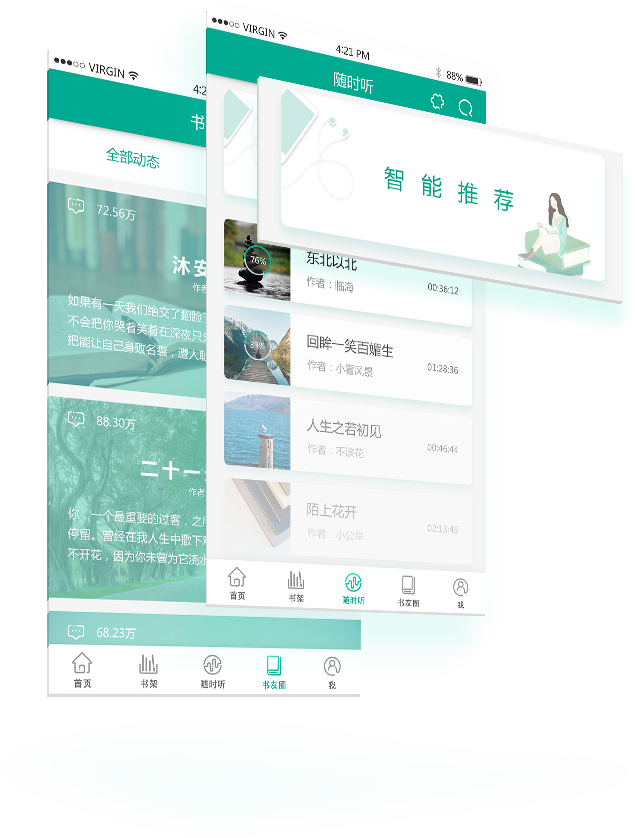 VIRGIN
4:21 PM
88%
随时听
智能推荐
76%
东北以北
作者：临海
00:36:12
39%
回眸一笑百媚生
作者：小看风景
01:28:36
人生之若初见
作者：不该花
00:46:44
陌上花开
作者：小公举
02:13:45
首页
书架
随时听
书友圈
我
VIRGIN
4:2
书
全部动态
72.56万
沐安
作
如果有一天我们绝交了翻脸了
不会把你哭着笑着在深夜只
把能让自己身败名裂，遭人
88.30万
二十一
作者
你，一个最重要的过客，之
停留。曾经在我人生中撒下
不开花，因为你未曾为它浇水
68.23万
首页
书架
随时听
书友圈
我